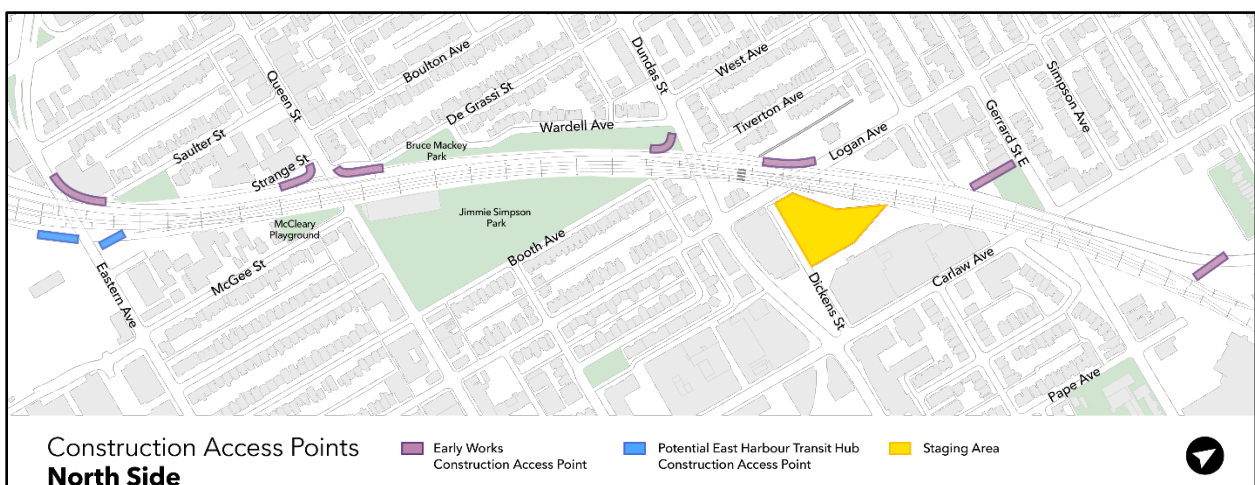 Boulton Ave
Dundas St
West Ave
Queen St
De Grassi St
Simpson Ave
Saulter St
Wardell Ave
Tiverton Ave
Gerrard St E
Bruce Mackey
Park
Logan Ave
Strange St
McCleary
Playground
Jimmie Simpson
Park
Booth Ave
McGee St
Eastern Ave
Carlaw Ave
Dickens St
Pape Ave
Construction Access Points
North Side
Early Works
Construction Access Point
Potential East Harbour Transit Hub
Construction Access Point
Staging Area